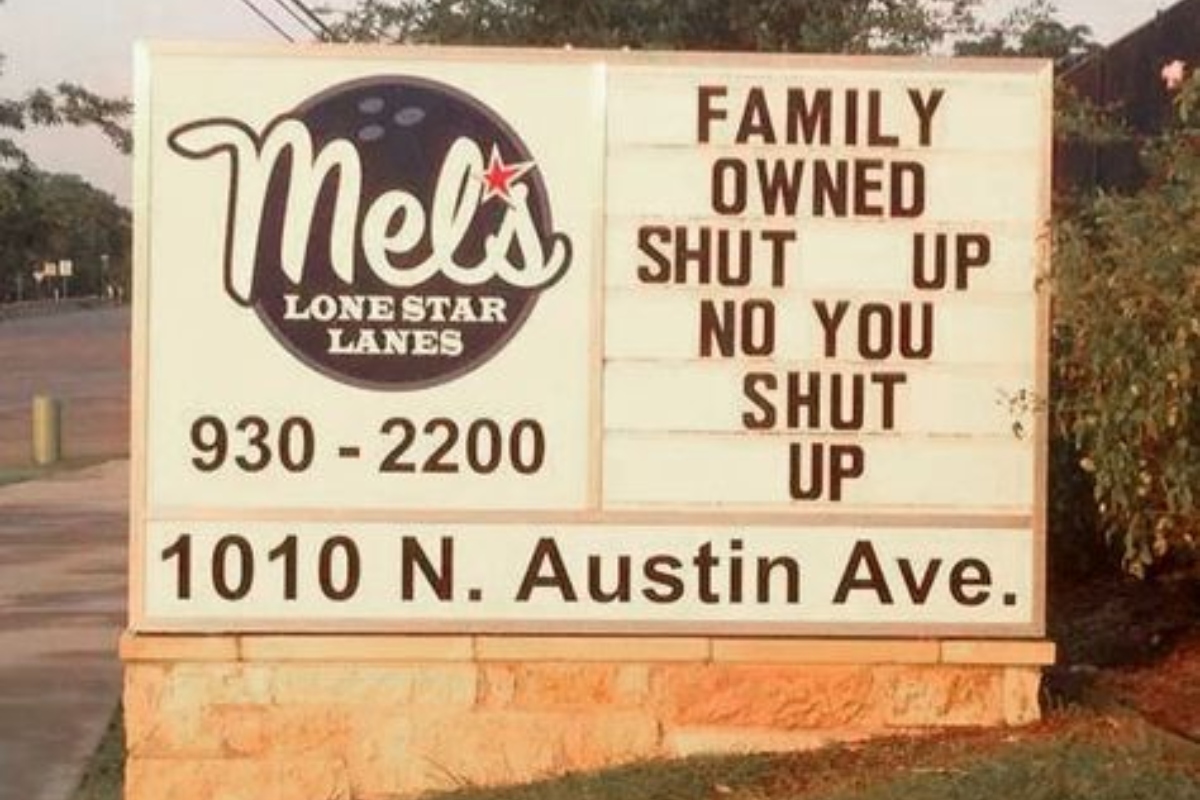 Mel's
LONE STAR
LANES
930 - 2200
FAMILY
OWNED
SHUT UP
NO YOU
SHUT
UP
1010 N. Austin Ave.